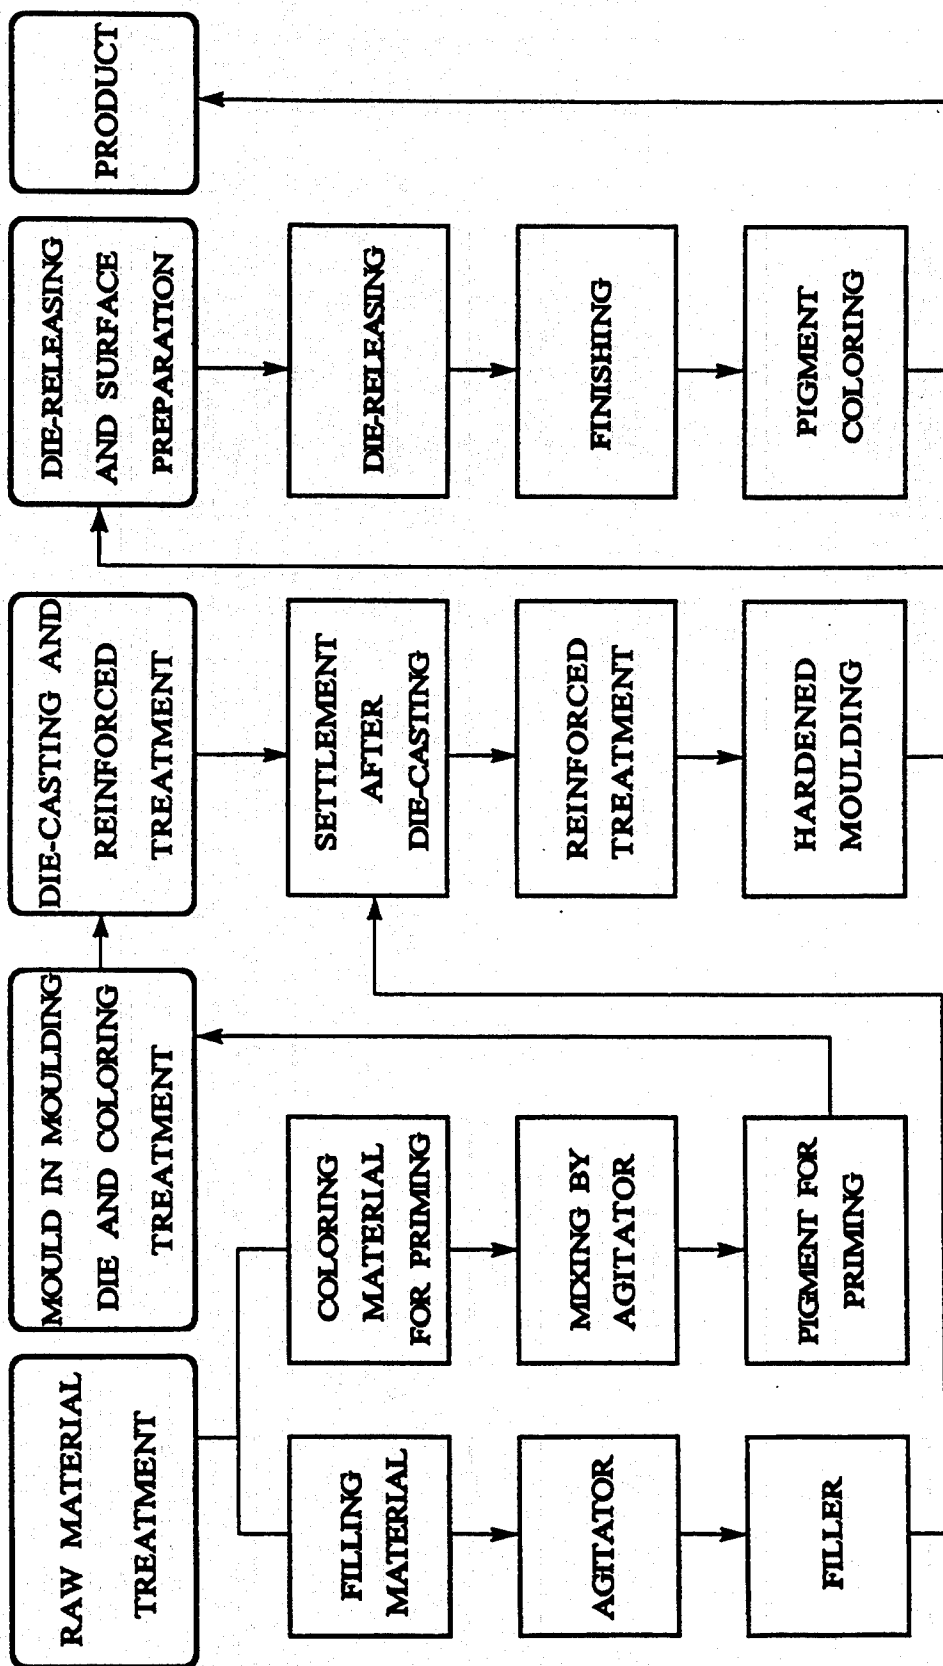 RAW MATERIAL
TREATMENT
MOULD IN MOULDING
DIE AND COLORING
TREATMENT
DIE-CASTING AND
REINFORCED
TREATMENT
DIE-RELEASING
AND SURFACE
PREPARATION
PRODUCT
FILLING
MATERIAL
COLORING
MATERIAL
FOR PRIMING
SETTLEMENT
AFTER
DIE-CASTING
DIE-RELEASING
AGITATOR
MIXING BY
AGITATOR
REINFORCED
TREATMENT
FINISHING
FILLER
PIGMENT FOR
PRIMING
HARDENED
MOULDING
PIGMENT
COLORING